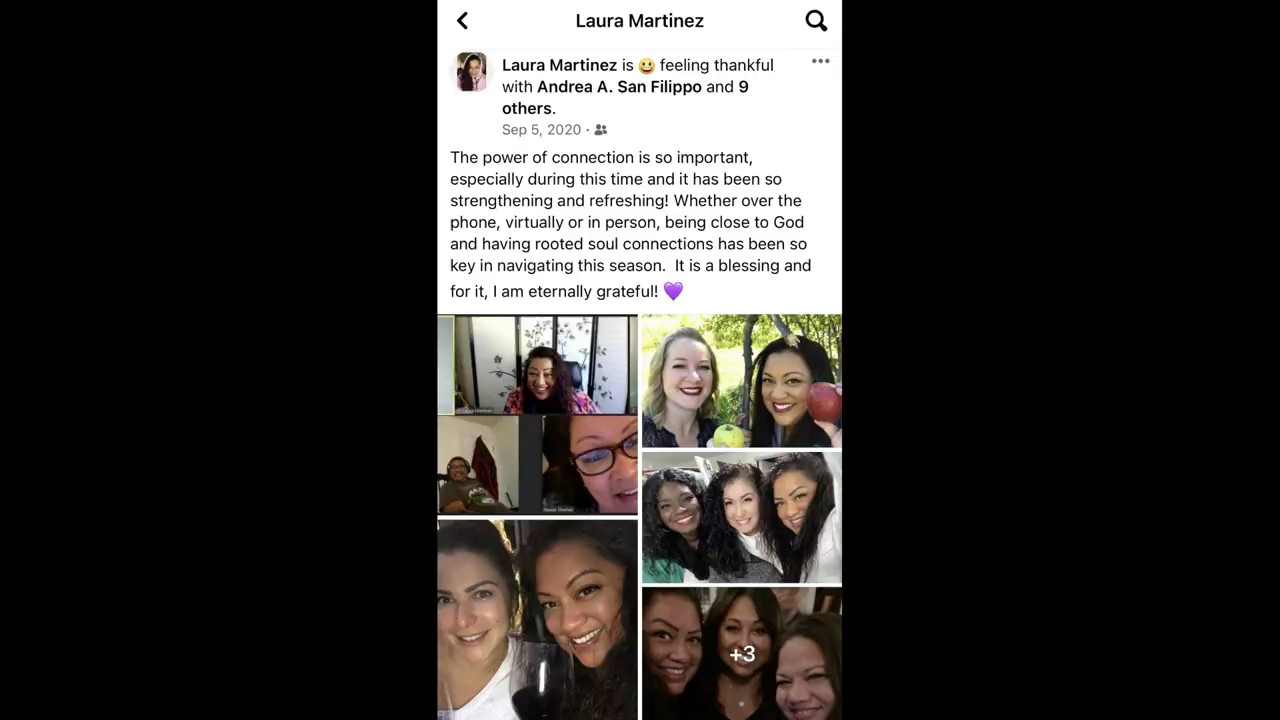 Laura Martinez
Laura Martinez is 😃 feeling thankful
with Andrea A. San Filippo and 9
others.
Sep 5, 2020 ·
The power of connection is so important,
especially during this time and it has been so
strengthening and refreshing! Whether over the
phone, virtually or in person, being close to God
and having rooted soul connections has been so
key in navigating this season.  It is a blessing and
for it, I am eternally grateful! 💜
+3